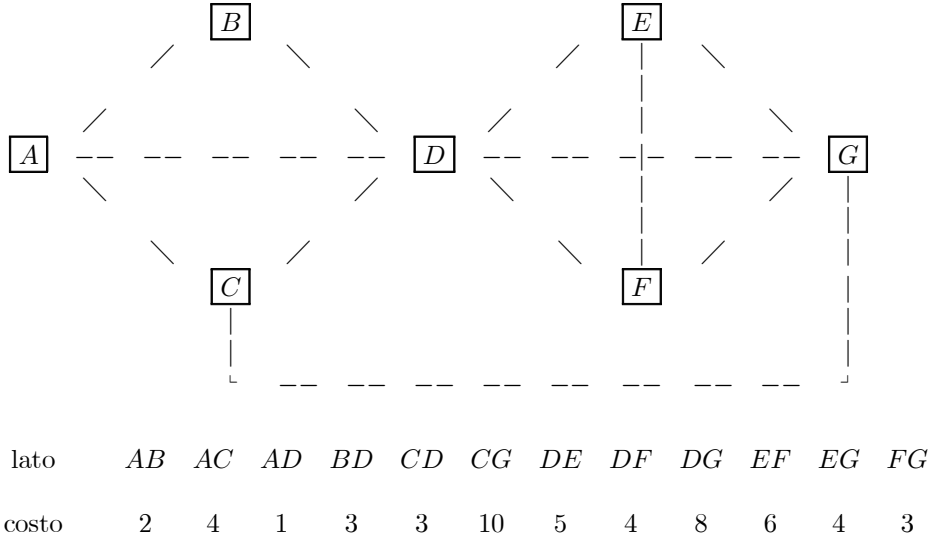 B E
A D G
C F
lato AB AC AD BD CD CG DE DF DG EF EG FG
costo 2 4 1 3 3 10 5 4 8 6 4 3